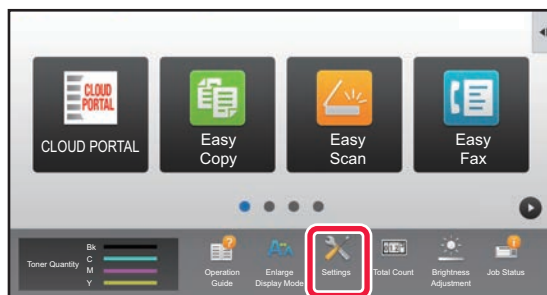 CLOUD
PORTAL
CLOUD PORTAL
Easy
Copy
Easy
Scan
Easy
Fax
Toner Quantity
Bk
C
M
Y
Operation
Guide
Enlarge
Display Mode
Settings
Total Count
Brightness
Adjustment
Job Status